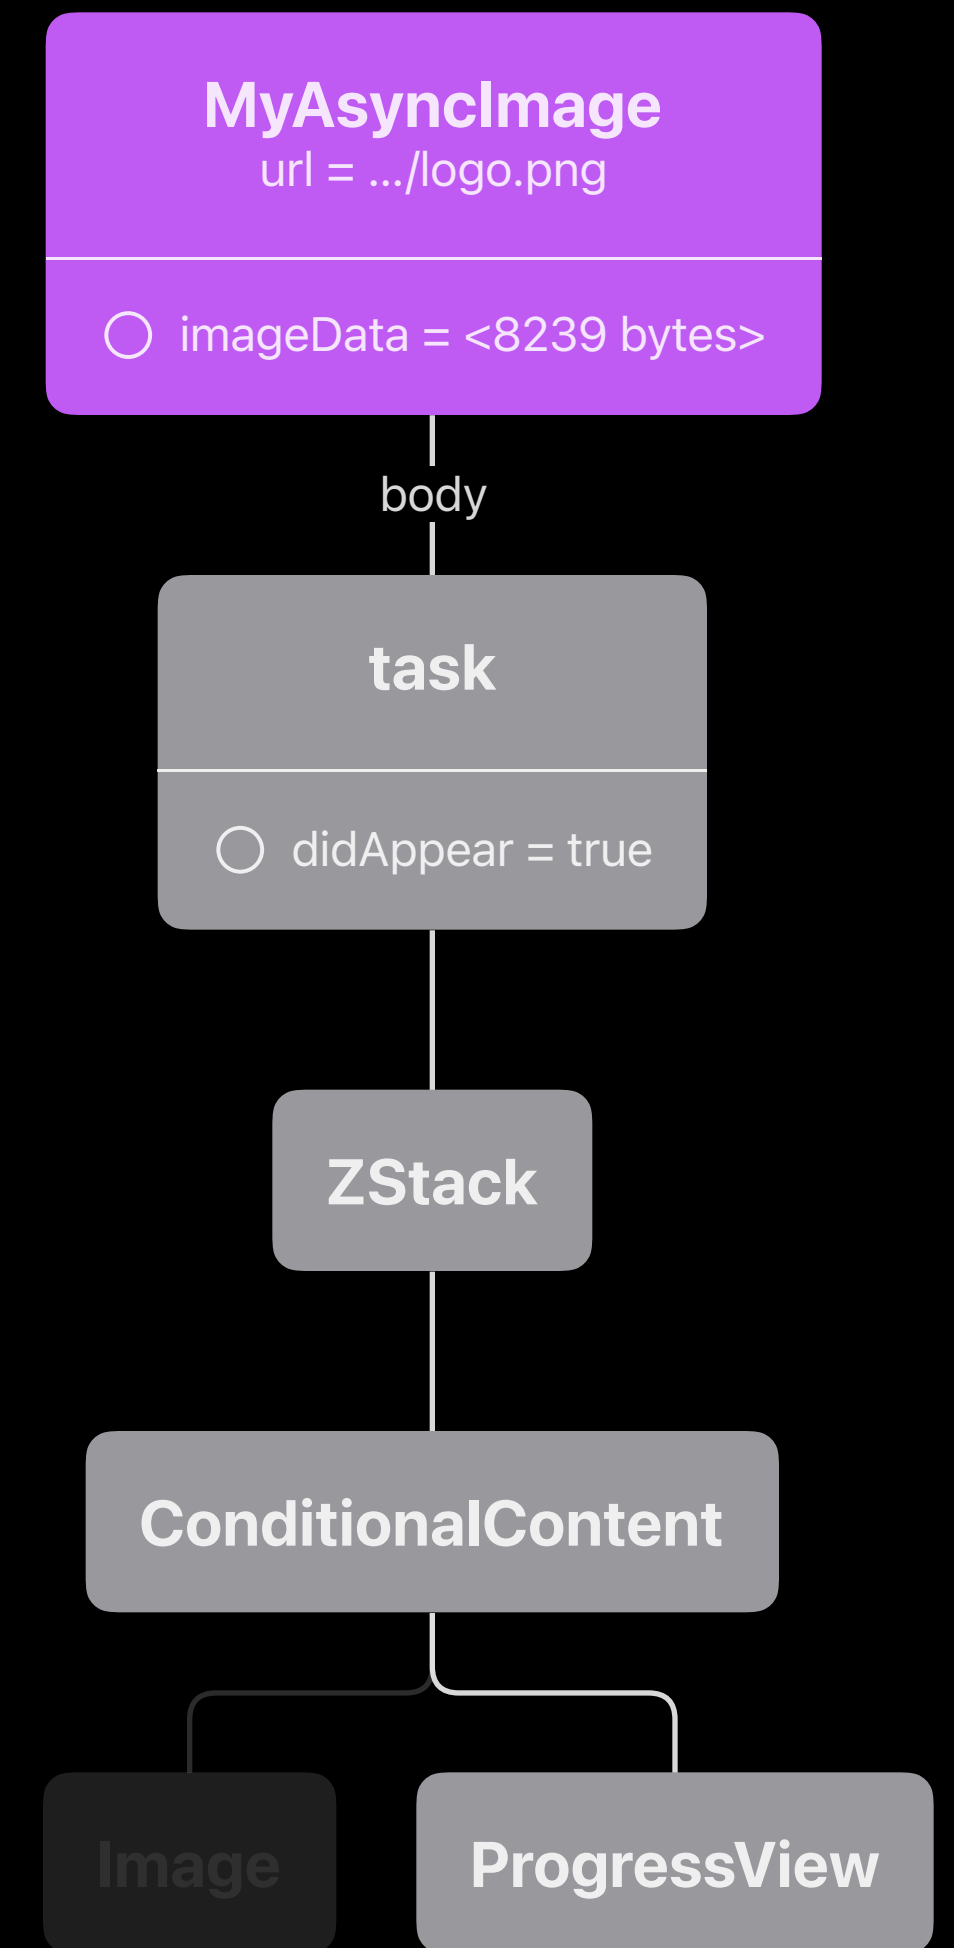 MyAsyncImage
url = .../logo.png
imageData = <8239 bytes>
body
task
didAppear = true
ZStack
ConditionalContent
Image
ProgressView